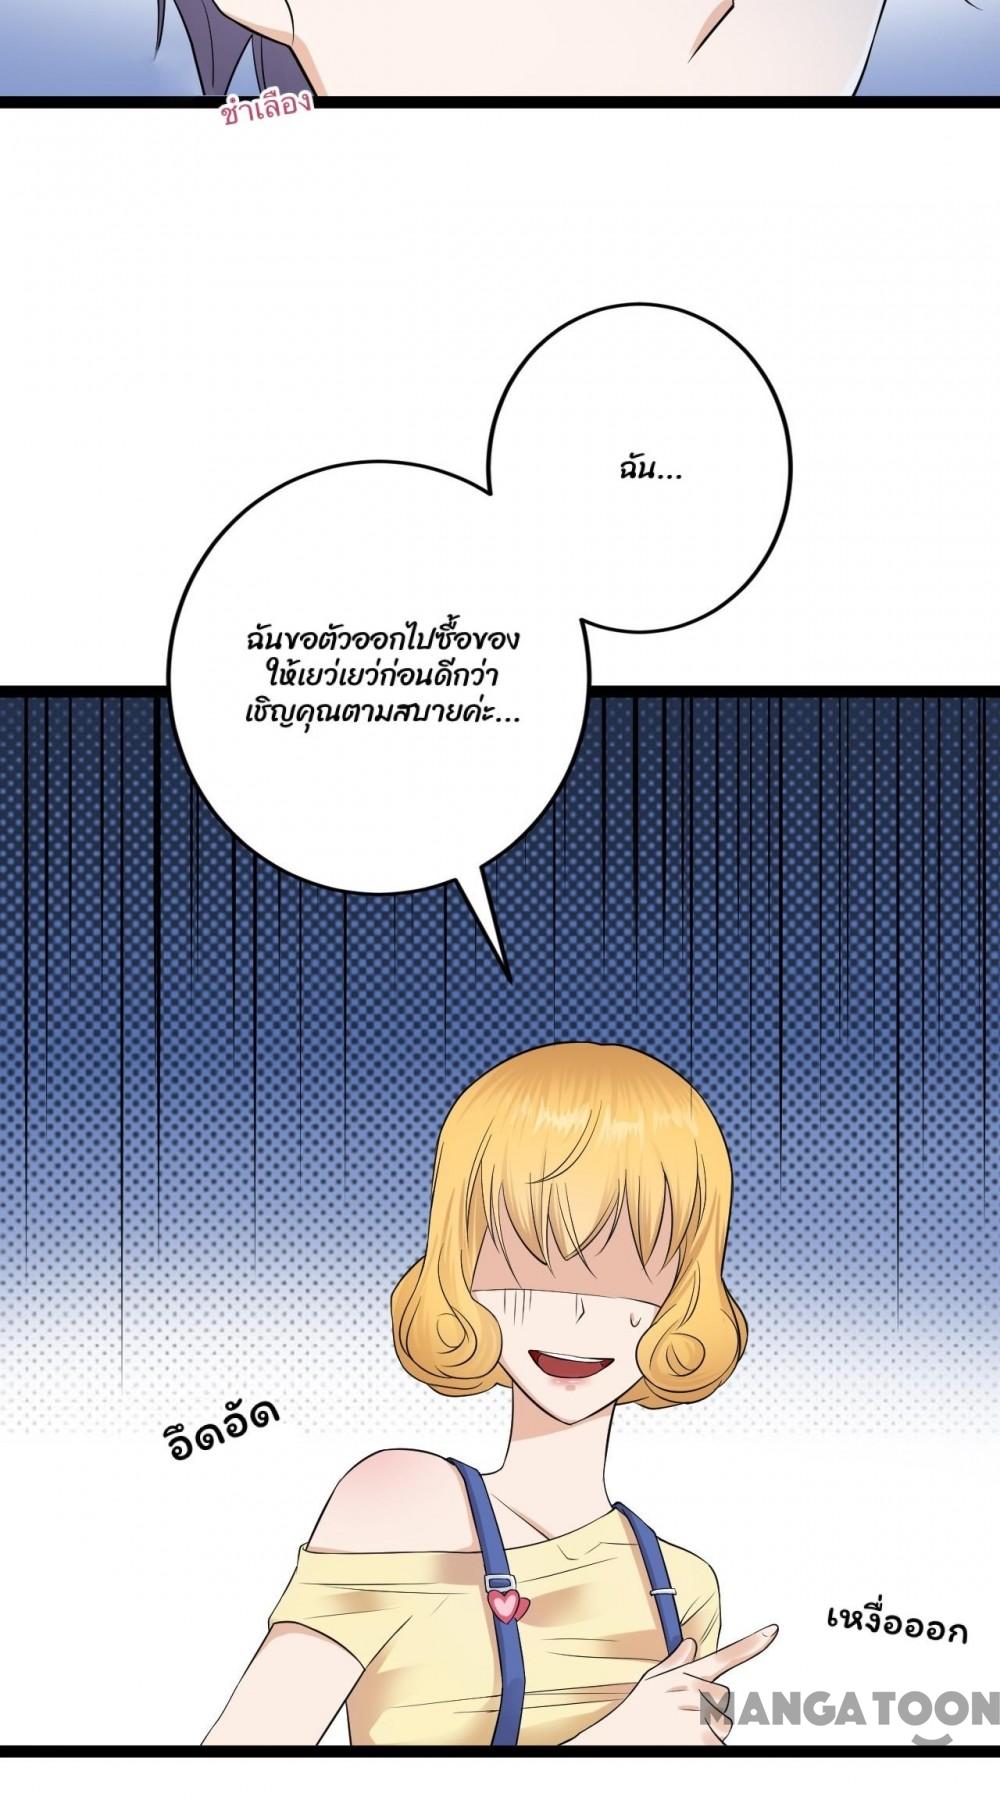 ชำเลือง
ฉัน...
ฉันขอตัวออกไปซื้อของ
ให้เยว่เยว่ก่อนดีกว่า
เชิญคุณตามสบายค่ะ...
อึดอัด
เหงื่อออก
MANGATOON